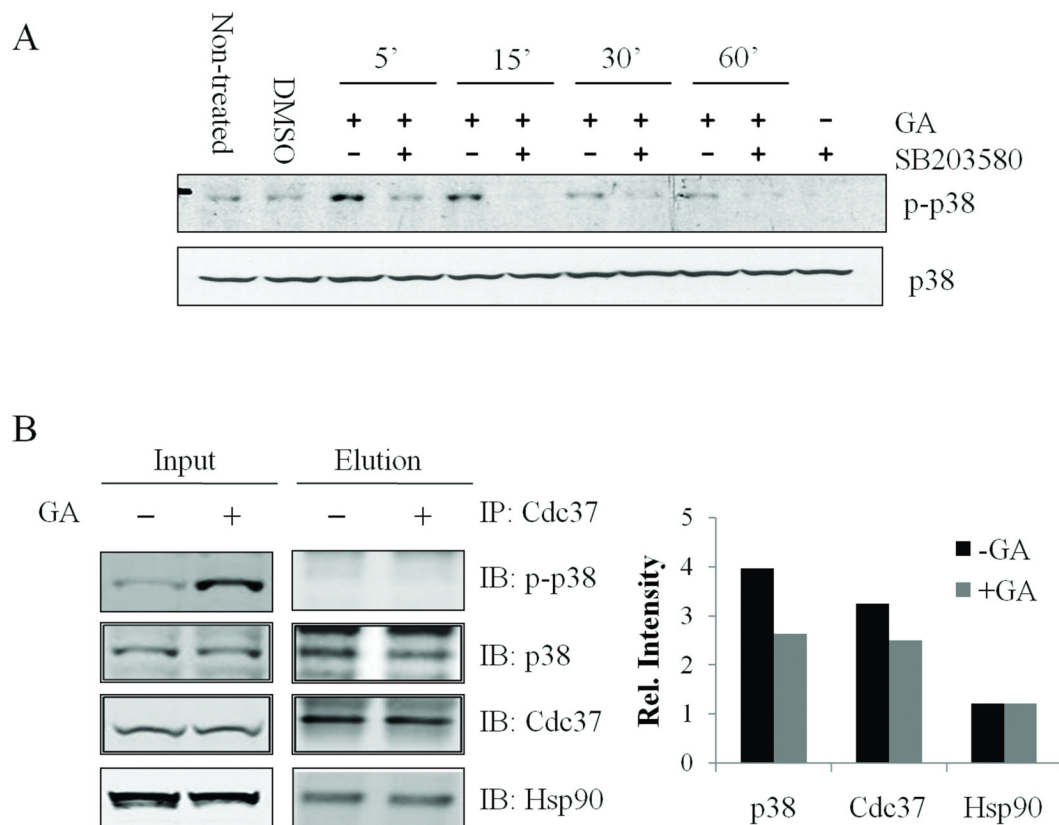 A
Non-treated
DMSO
5’ 15’ 30’ 60’
+ + + + + + + + − GA
− + − + − + − + + SB203580
p-p38
p38
B
Input Elution
GA − + − + IP: Cdc37
IB: p-p38
IB: p38
IB: Cdc37
IB: Hsp90
Rel. Intensity
5
4
3
2
1
0
-GA
+GA
p38 Cdc37 Hsp90